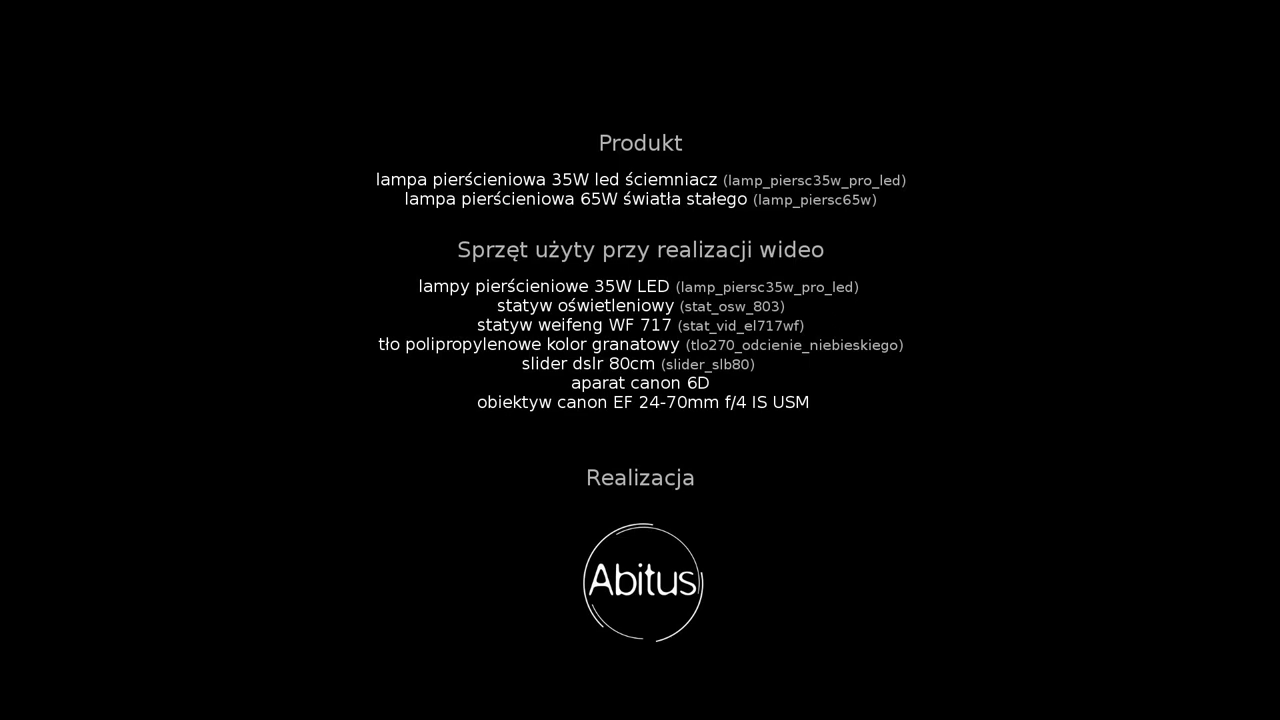 Produkt
lampa pierścieniowa 35W led ściemniacz (lamp_piersc35w_pro_led)
lampa pierścieniowa 65W światła stałego (lamp_piersc65w)
Sprzęt użyty przy realizacji wideo
lampy pierścieniowe 35W LED (lamp_piersc35w_pro_led)
statyw oświetleniowy (stat_osw_803)
statyw weifeng WF 717 (stat_vid_el717wf)
tło polipropylenowe kolor granatowy (tlo270_odcienie_niebieskiego)
slider dslr 80cm (slider_slb80)
aparat canon 6D
obiektyw canon EF 24-70mm f/4 IS USM
Realizacja
Abitus